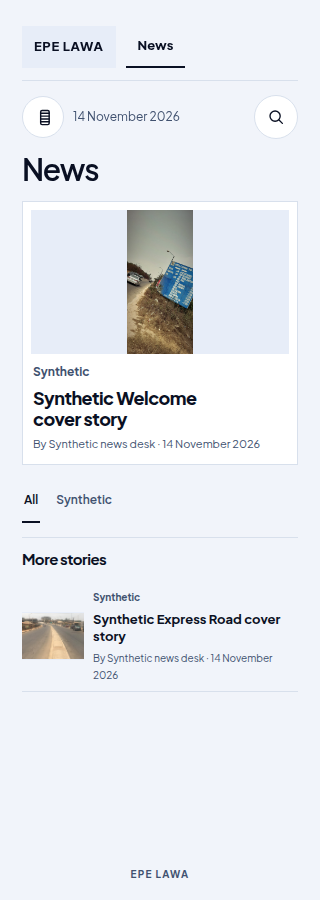 EPE LAWA
News
14 November 2026
News
Synthetic
Synthetic Welcome
cover story
By Synthetic news desk · 14 November 2026
All
Synthetic
More stories
Synthetic
Synthetic Express Road cover
story
By Synthetic news desk · 14 November
2026
EPE LAWA